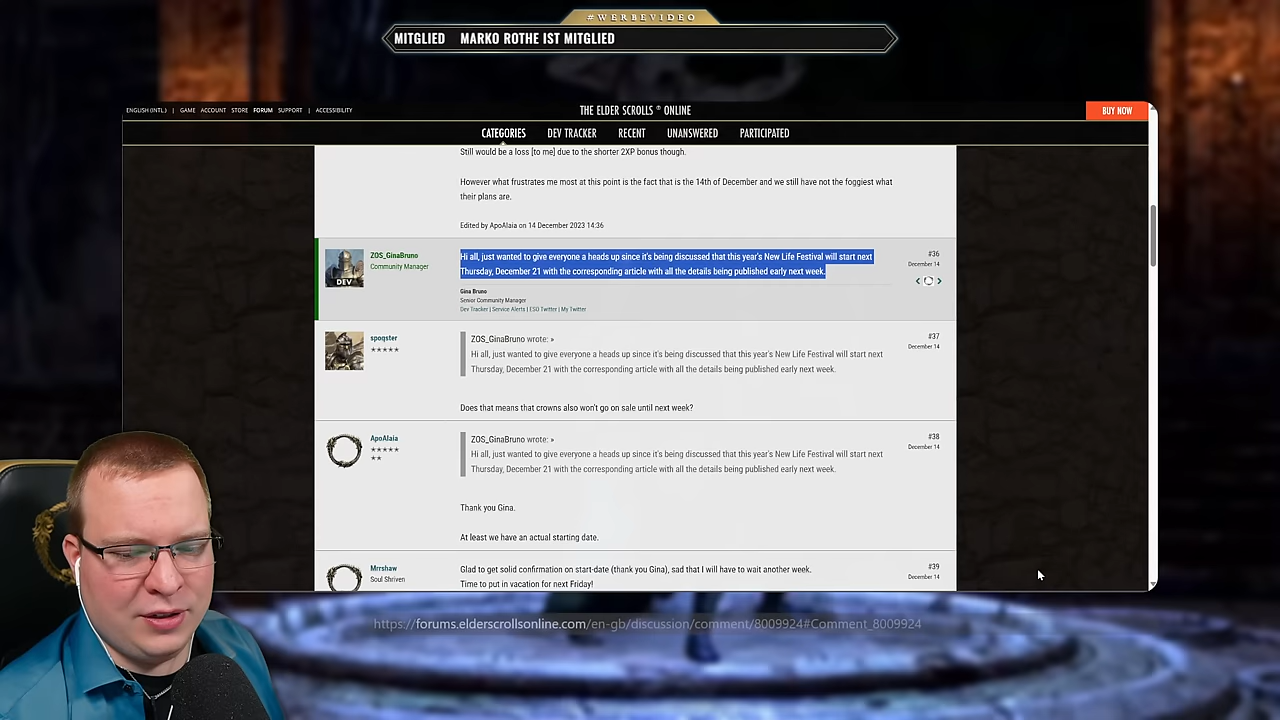 #WERBEVIDEO
MITGLIED MARKO ROTHE IST MITGLIED
ENGLISH (INTL.) | GAME ACCOUNT STORE FORUM SUPPORT | ACCESSIBILITY
THE ELDER SCROLLS ® ONLINE
BUY NOW
CATEGORIES DEV TRACKER RECENT UNANSWERED PARTICIPATED
Still would be a loss [to me] due to the shorter 2XP bonus though.
However what frustrates me most at this point is the fact that is the 14th of December and we still have not the foggiest what
their plans are.
Edited by ApoAlaia on 14 December 2023 14:36
ZOS_GinaBruno
Community Manager
DEV
Hi all, just wanted to give everyone a heads up since it's being discussed that this year's New Life Festival will start next
Thursday, December 21 with the corresponding article with all the details being published early next week.
#36
December 14
Gina Bruno
Senior Community Manager
Dev Tracker | Service Alerts | ESO Twitter | My Twitter
spoqster
ZOS_GinaBruno wrote: »
Hi all, just wanted to give everyone a heads up since it's being discussed that this year's New Life Festival will start next
Thursday, December 21 with the corresponding article with all the details being published early next week.
#37
December 14
Does that means that crowns also won't go on sale until next week?
ApoAlaia
ZOS_GinaBruno wrote: »
Hi all, just wanted to give everyone a heads up since it's being discussed that this year's New Life Festival will start next
Thursday, December 21 with the corresponding article with all the details being published early next week.
#38
December 14
Thank you Gina.
At least we have an actual starting date.
Mrrshaw
Soul Shriven
Glad to get solid confirmation on start-date (thank you Gina), sad that I will have to wait another week.
Time to put in vacation for next Friday!
#39
December 14
https://forums.elderscrollsonline.com/en-gb/discussion/comment/8009924#Comment_8009924